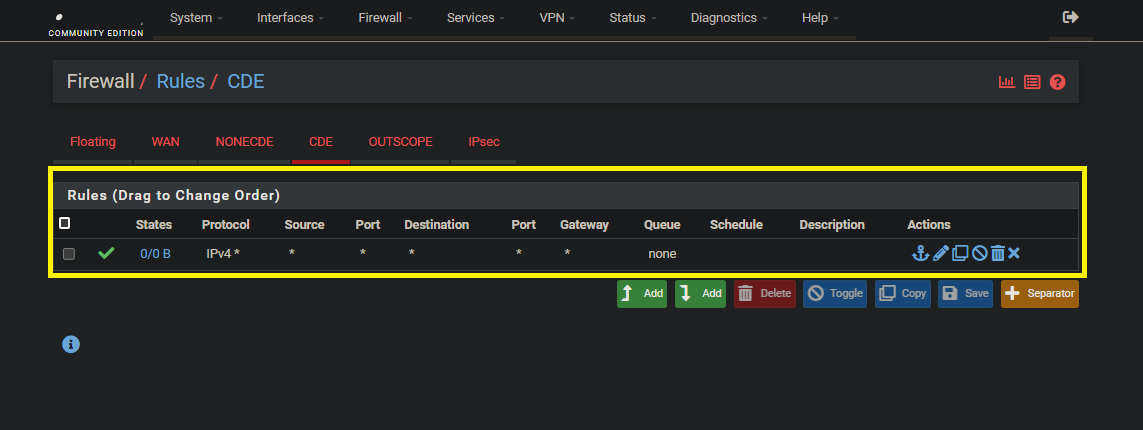 System Interfaces Firewall Services VPN Status Diagnostics Help
COMMUNITY EDITION
Firewall / Rules / CDE
Floating WAN NONECDE CDE OUTSCOPE IPsec
Rules (Drag to Change Order)
States Protocol Source Port Destination Port Gateway Queue Schedule Description Actions
0/0 B IPv4 * * * * * * none
Add Add Delete Toggle Copy Save Separator